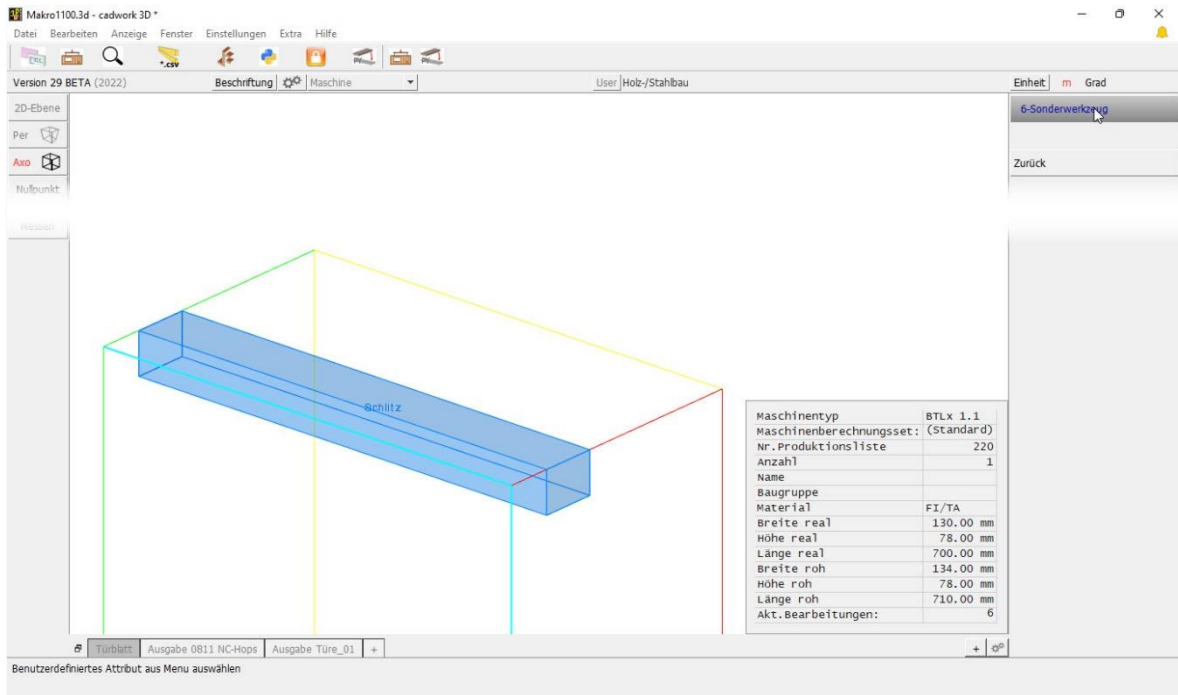 Makro1100.3d - cadwork 3D *
Datei Bearbeiten Anzeige Fenster Einstellungen Extra Hilfe
*.csv
Version 29 BETA (2022) Beschriftung Maschine User Holz-/Stahlbau Einheit m Grad
2D-Ebene
6-Sonderwerkzeug
Per
Axo
Zurück
Nullpunkt
Messen
Schlitz
Maschinentyp BTLx 1.1
Maschinenberechnungsset: (Standard)
Nr.Produktionsliste 220
Anzahl 1
Name
Baugruppe
Material FI/TA
Breite real 130.00 mm
Höhe real 78.00 mm
Länge real 700.00 mm
Breite roh 134.00 mm
Höhe roh 78.00 mm
Länge roh 710.00 mm
Akt.Bearbeitungen: 6
Türblatt Ausgabe 0811 NC-Hops Ausgabe Türe_01 + +
Benutzerdefiniertes Attribut aus Menu auswählen